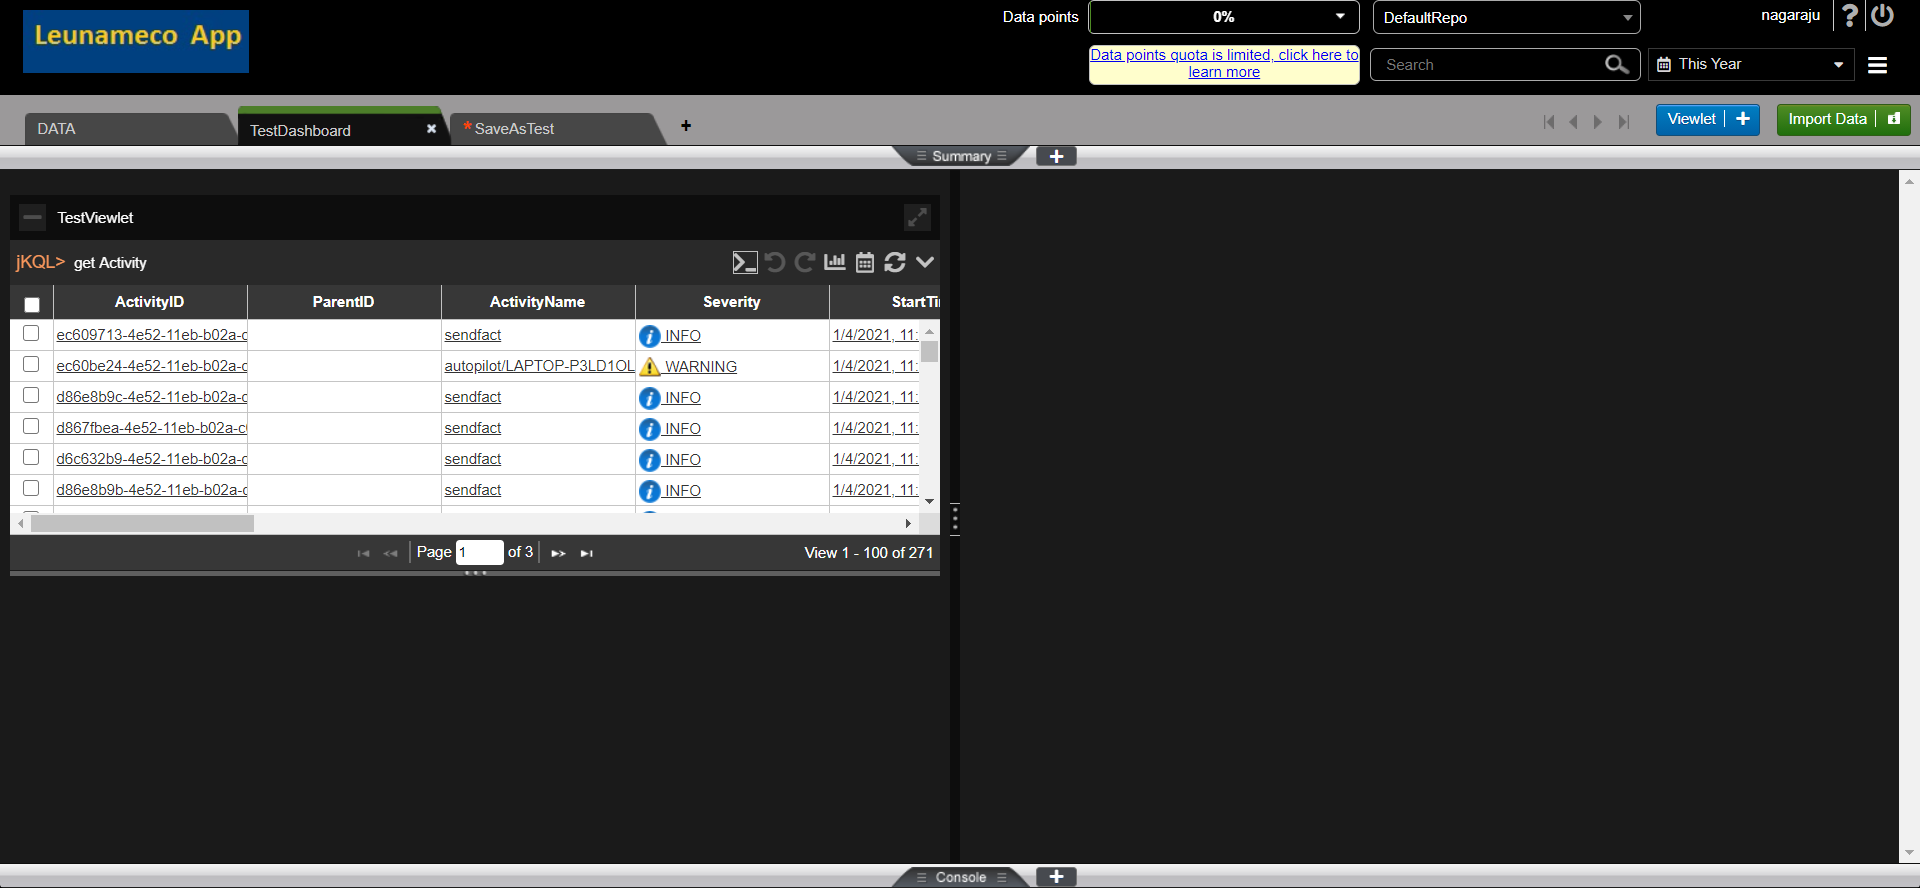 Leunameco App
Data points
0%
DefaultRepo
nagaraju
?
Data points quota is limited, click here to
learn more
Search
This Year
DATA
TestDashboard
* SaveAsTest
+
Viewlet +
Import Data
Summary
+
TestViewlet
jKQL> get Activity
ActivityID ParentID ActivityName Severity StartTi
ec609713-4e52-11eb-b02a-c sendfact INFO 1/4/2021, 11:
ec60be24-4e52-11eb-b02a-c autopilot/LAPTOP-P3LD1OL WARNING 1/4/2021, 11:
d86e8b9c-4e52-11eb-b02a-c sendfact INFO 1/4/2021, 11:
d867fbea-4e52-11eb-b02a-c sendfact INFO 1/4/2021, 11:
d6c632b9-4e52-11eb-b02a-c sendfact INFO 1/4/2021, 11:
d86e8b9b-4e52-11eb-b02a-c sendfact INFO 1/4/2021, 11:
Page 1 of 3
View 1 - 100 of 271
Console
+